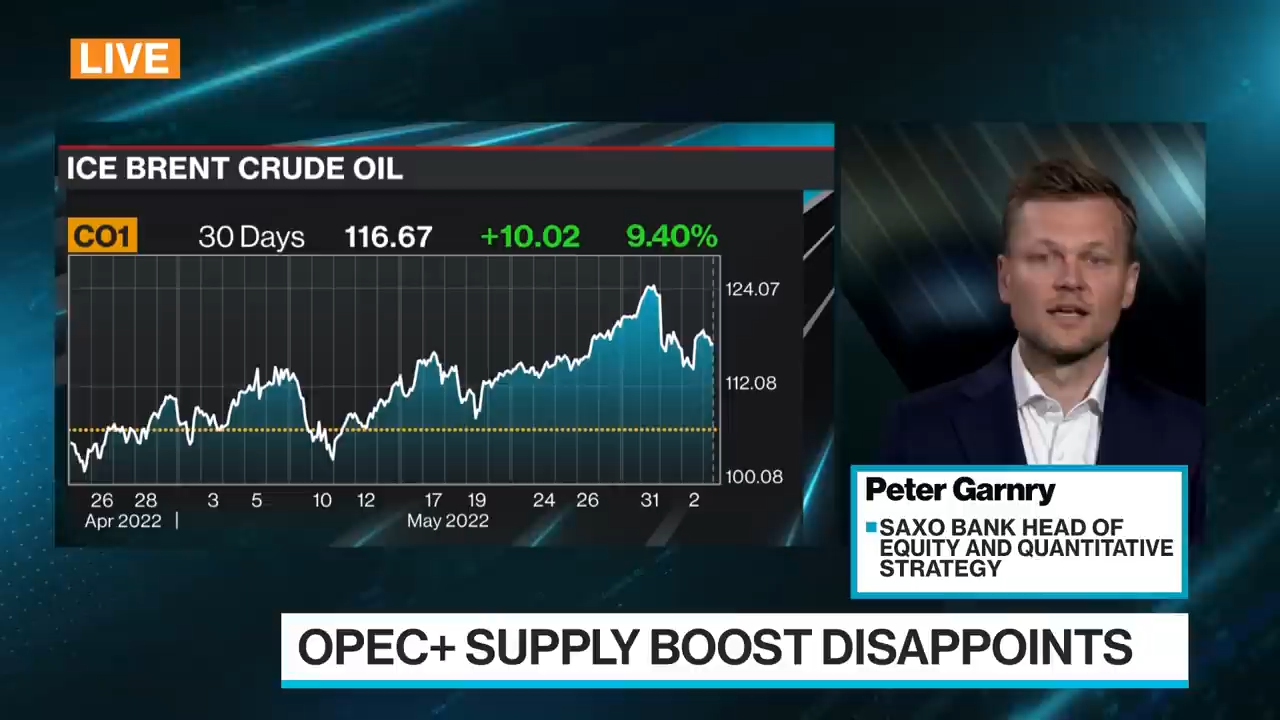 LIVE
ICE BRENT CRUDE OIL
CO1 30 Days 116.67 +10.02 9.40%
124.07
112.08
100.08
26 28 3 5 10 12 17 19 24 26 31 2
Apr 2022 | May 2022
Peter Garnry
SAXO BANK HEAD OF
EQUITY AND QUANTITATIVE
STRATEGY
OPEC+ SUPPLY BOOST DISAPPOINTS